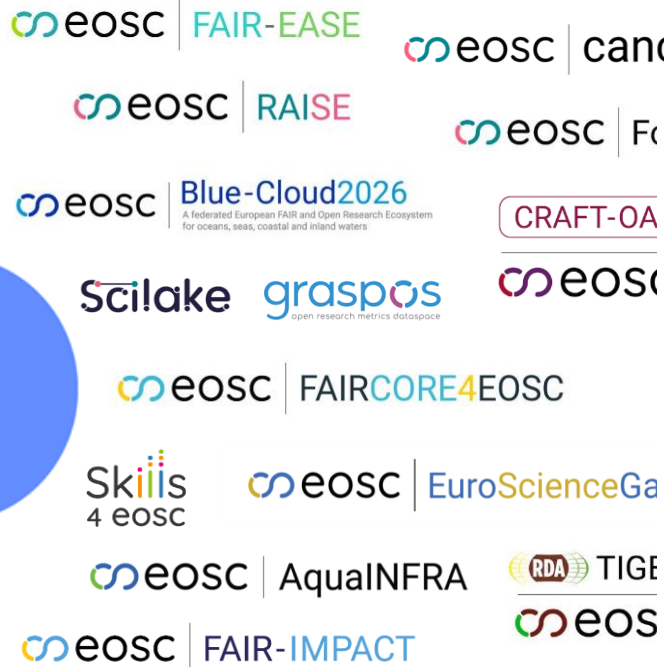 eosc FAIR-EASE
eosc canc
eosc RAISE
eosc Fo
eosc Blue-Cloud2026
A federated European FAIR and Open Research Ecosystem
for oceans, seas, coastal and inland waters
CRAFT-OA
eosc
Scilake
graspos
open research metrics dataspace
eosc FAIRCORE4EOSC
Skills
4 eosc
eosc EuroScienceGa
eosc AquaINFRA
RDA TIGE
eos
eosc FAIR-IMPACT